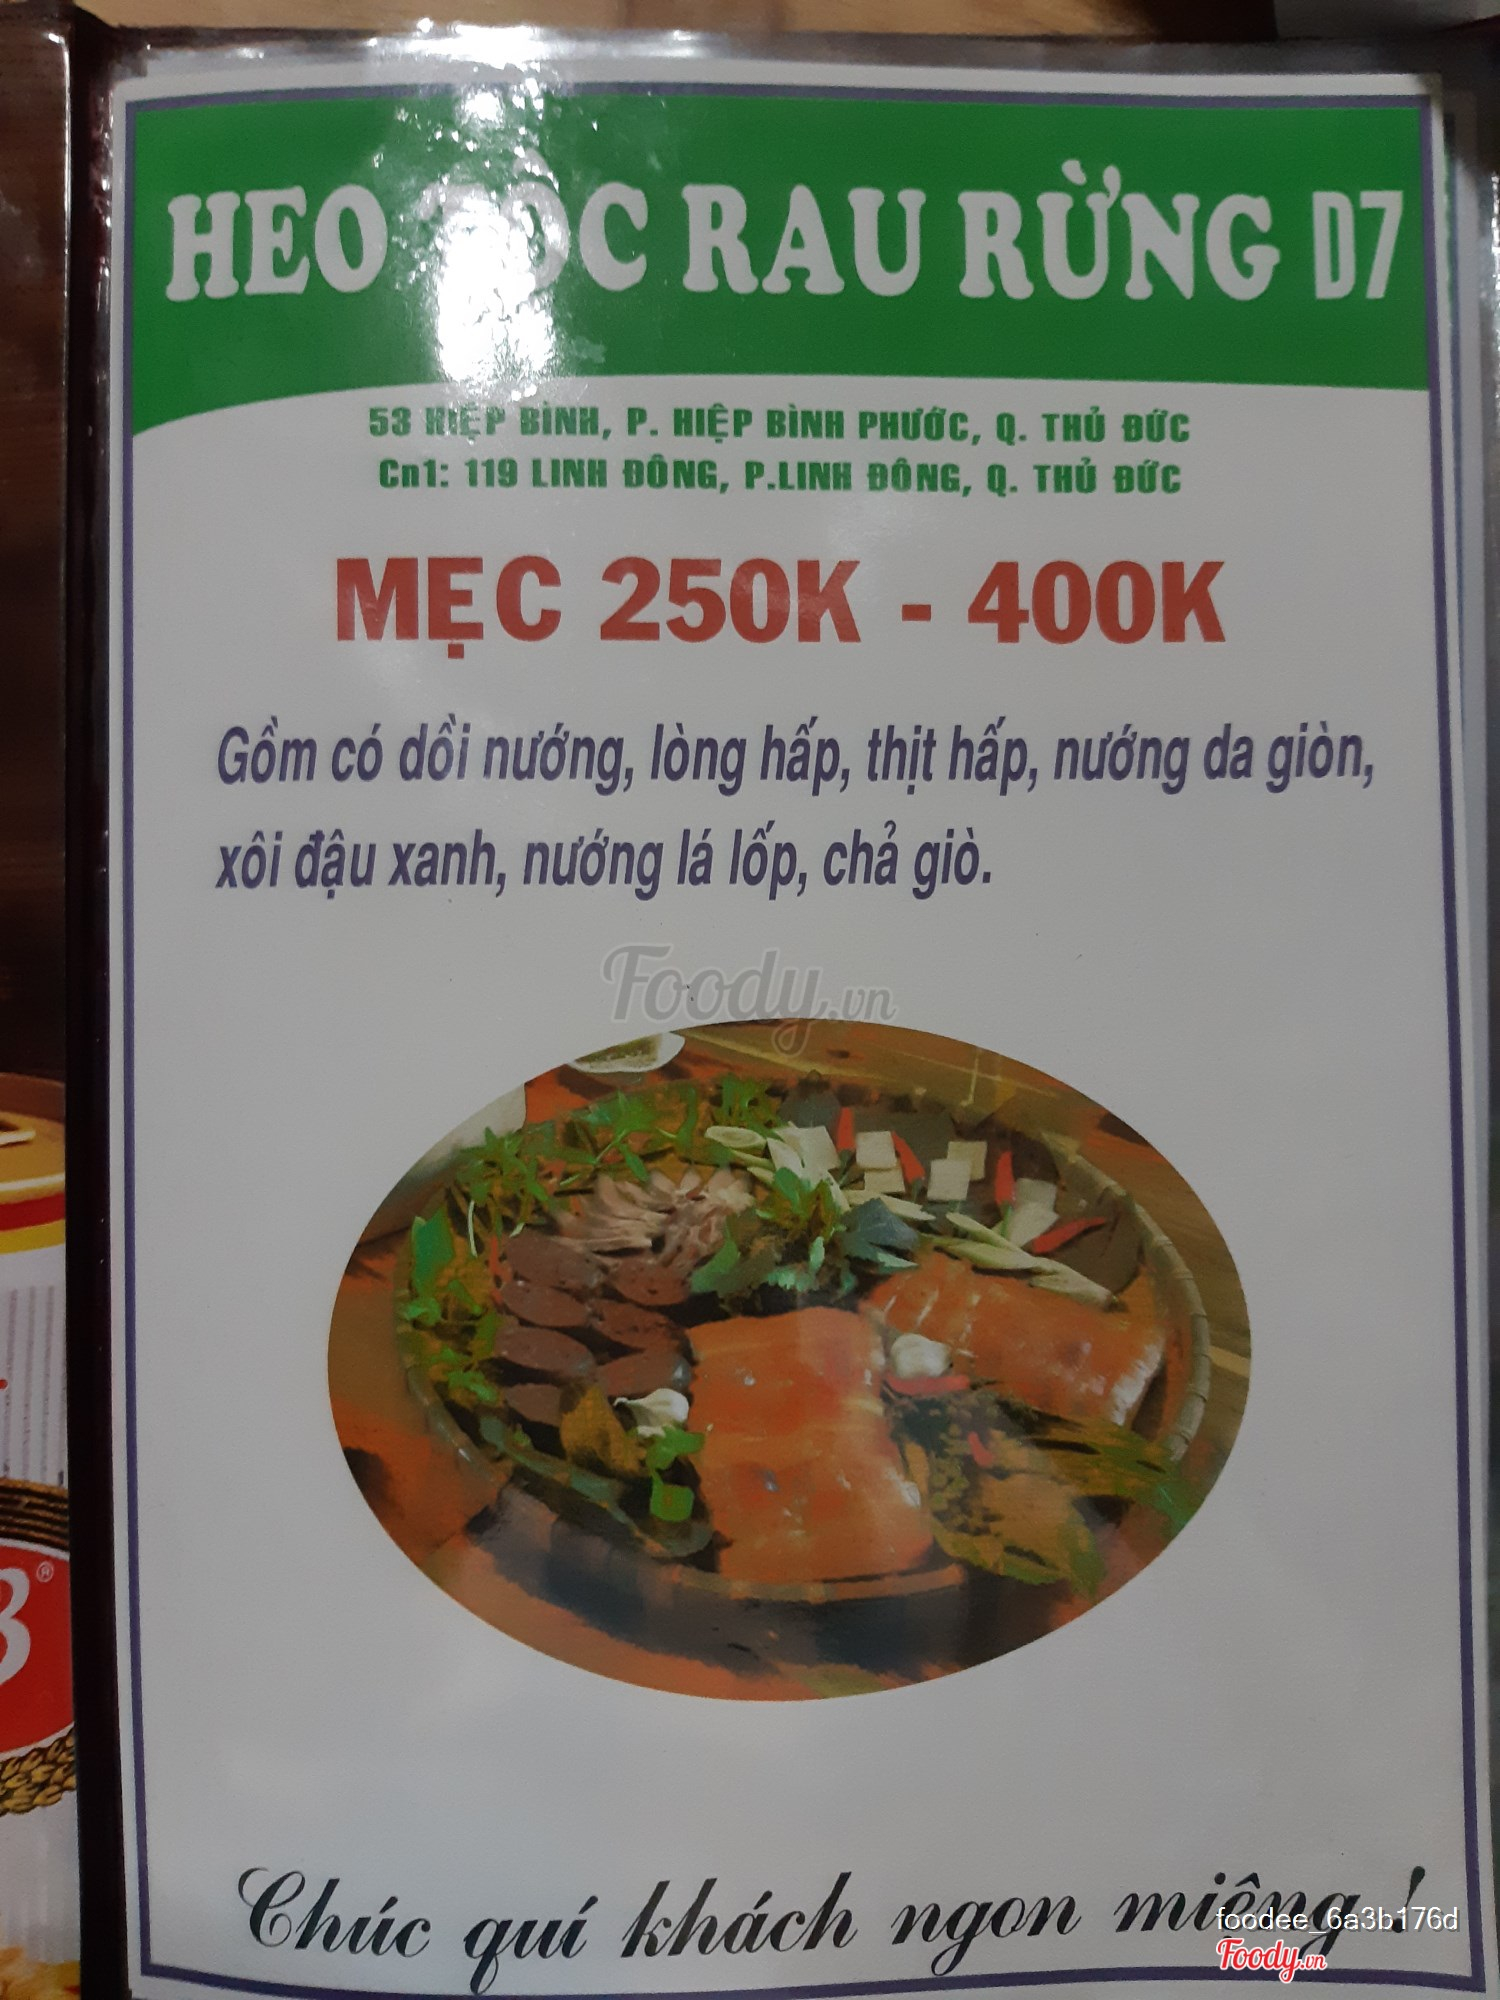 HEO TỘC RAU RỪNG D7
53 HIỆP BÌNH, P. HIỆP BÌNH PHƯỚC, Q. THỦ ĐỨC
Cn1: 119 LINH ĐÔNG, P.LINH ĐÔNG, Q. THỦ ĐỨC
MẸC 250K - 400K
Gồm có dồi nướng, lòng hấp, thịt hấp, nướng da giòn,
xôi đậu xanh, nướng lá lốp, chả giò.
Foody.vn
Chúc quí khách ngon miệng !
foodee_6a3b176d
Foody.vn